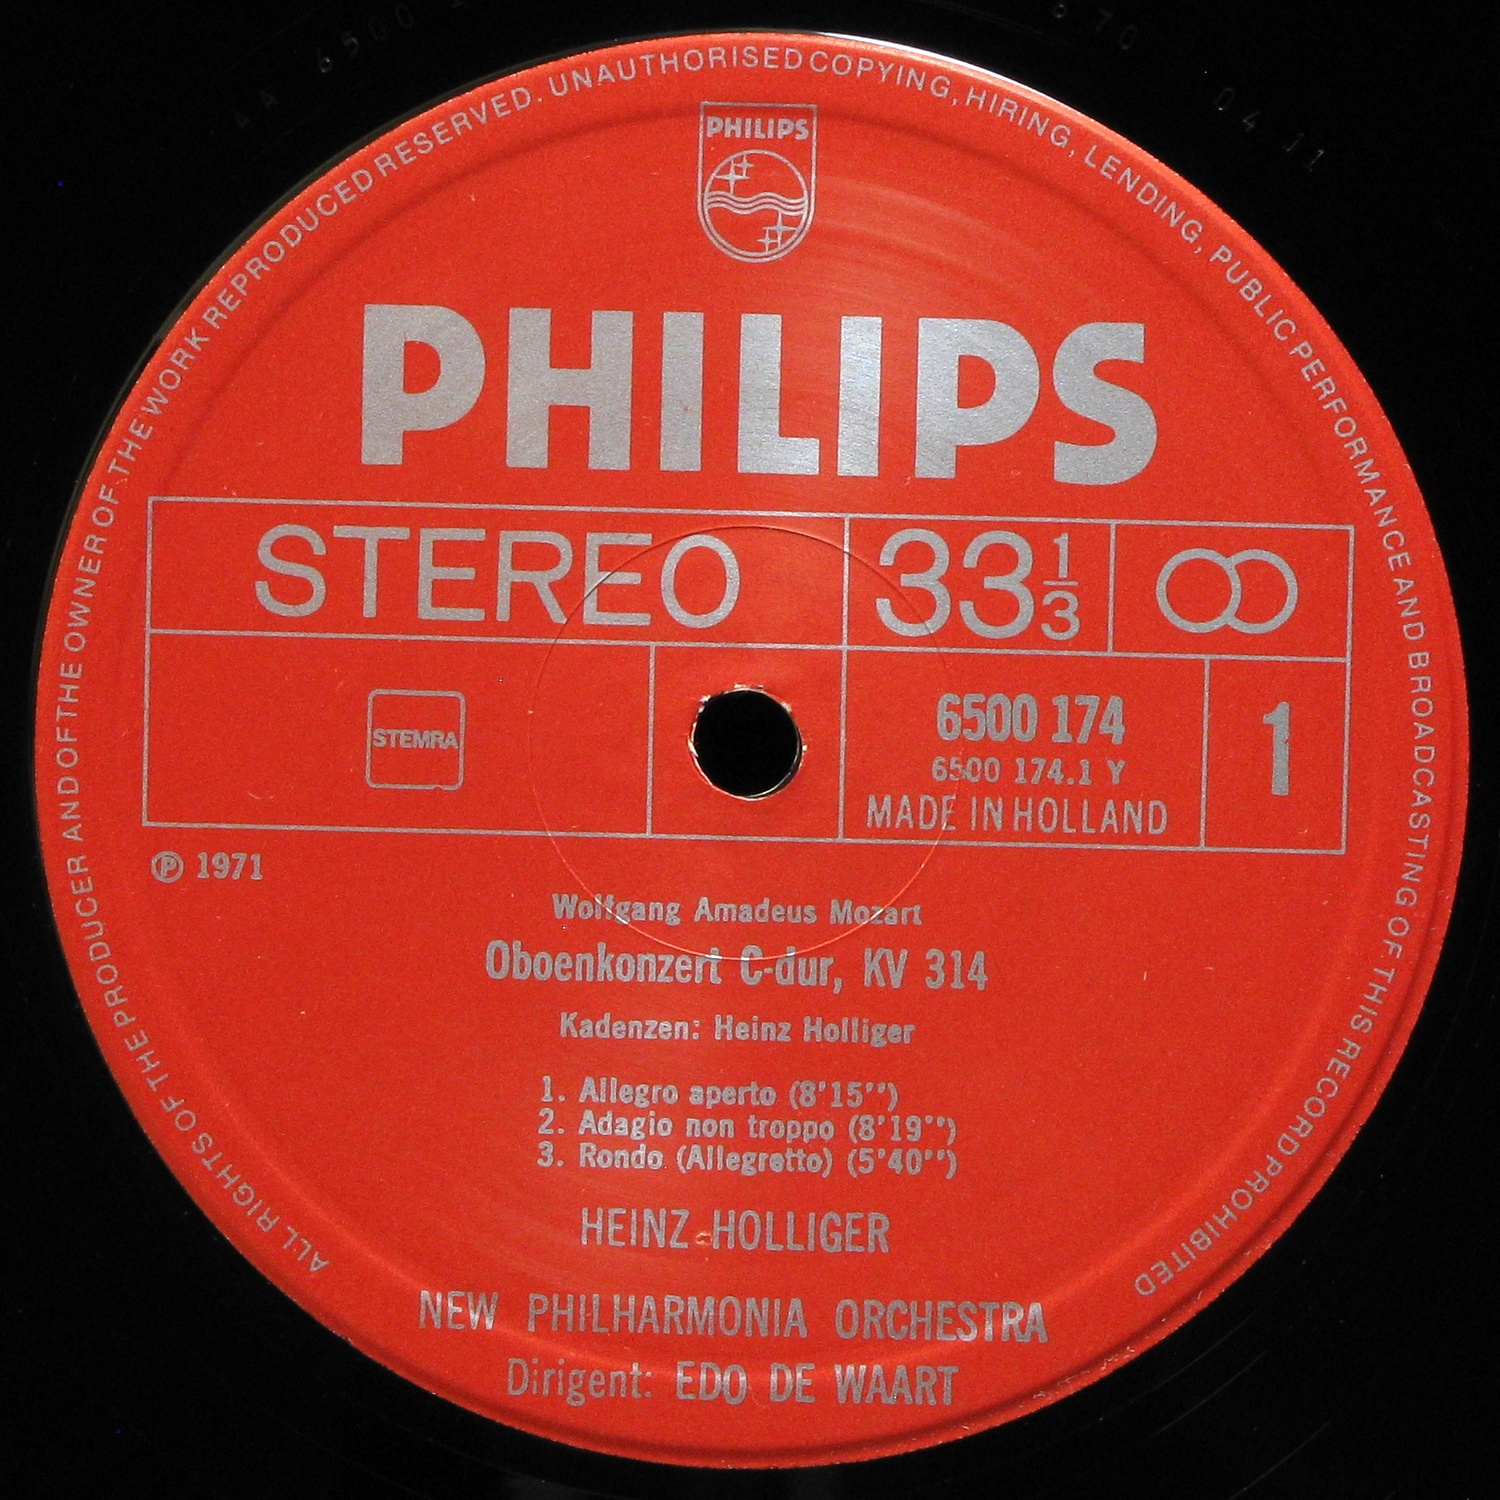 ALL RIGHTS OF THE PRODUCER AND OF THE OWNER OF THE WORK REPRODUCED RESERVED. UNAUTHORISED COPYING, HIRING, LENDING, PUBLIC PERFORMANCE AND BROADCASTING OF THIS RECORD PROHIBITED
PHILIPS
PHILIPS
STEREO 33 1/3
STEMRA
6500 174
6500 174.1 Y
MADE IN HOLLAND
1
Ⓟ 1971
Wolfgang Amadeus Mozart
Oboenkonzert C-dur, KV 314
Kadenzen: Heinz Holliger
1. Allegro aperto (8'15'')
2. Adagio non troppo (8'19'')
3. Rondo (Allegretto) (5'40'')
HEINZ HOLLIGER
NEW PHILHARMONIA ORCHESTRA
Dirigent: EDO DE WAART